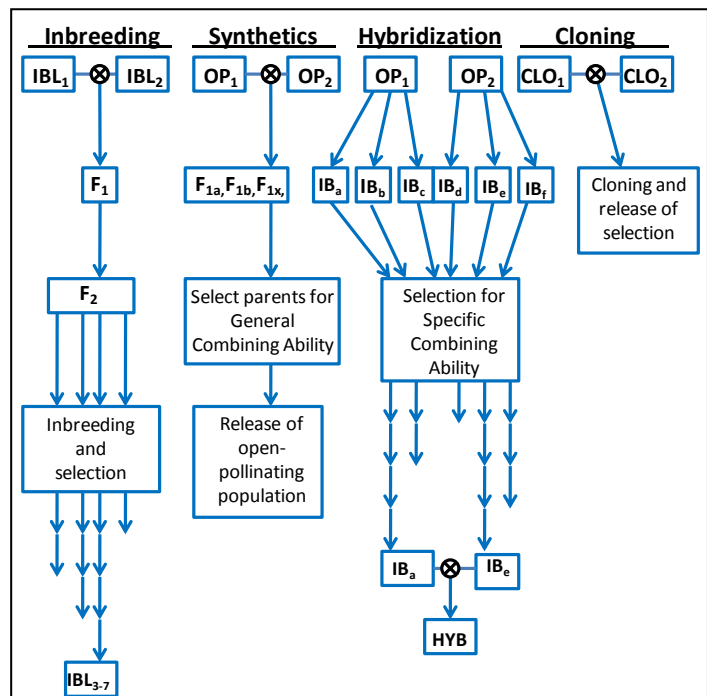 Inbreeding Synthetics Hybridization Cloning
IBL1 IBL2 OP1 OP2 OP1 OP2 CLO1 CLO2
F1 F1a, F1b, F1x, IBa IBb IBc IBd IBe IBf
Cloning and
release of
selection
F2
Select parents for
General
Combining Ability
Selection for
Specific
Combining
Ability
Inbreeding
and
selection
Release of
open-
pollinating
population
IBa IBe
HYB
IBL3-7